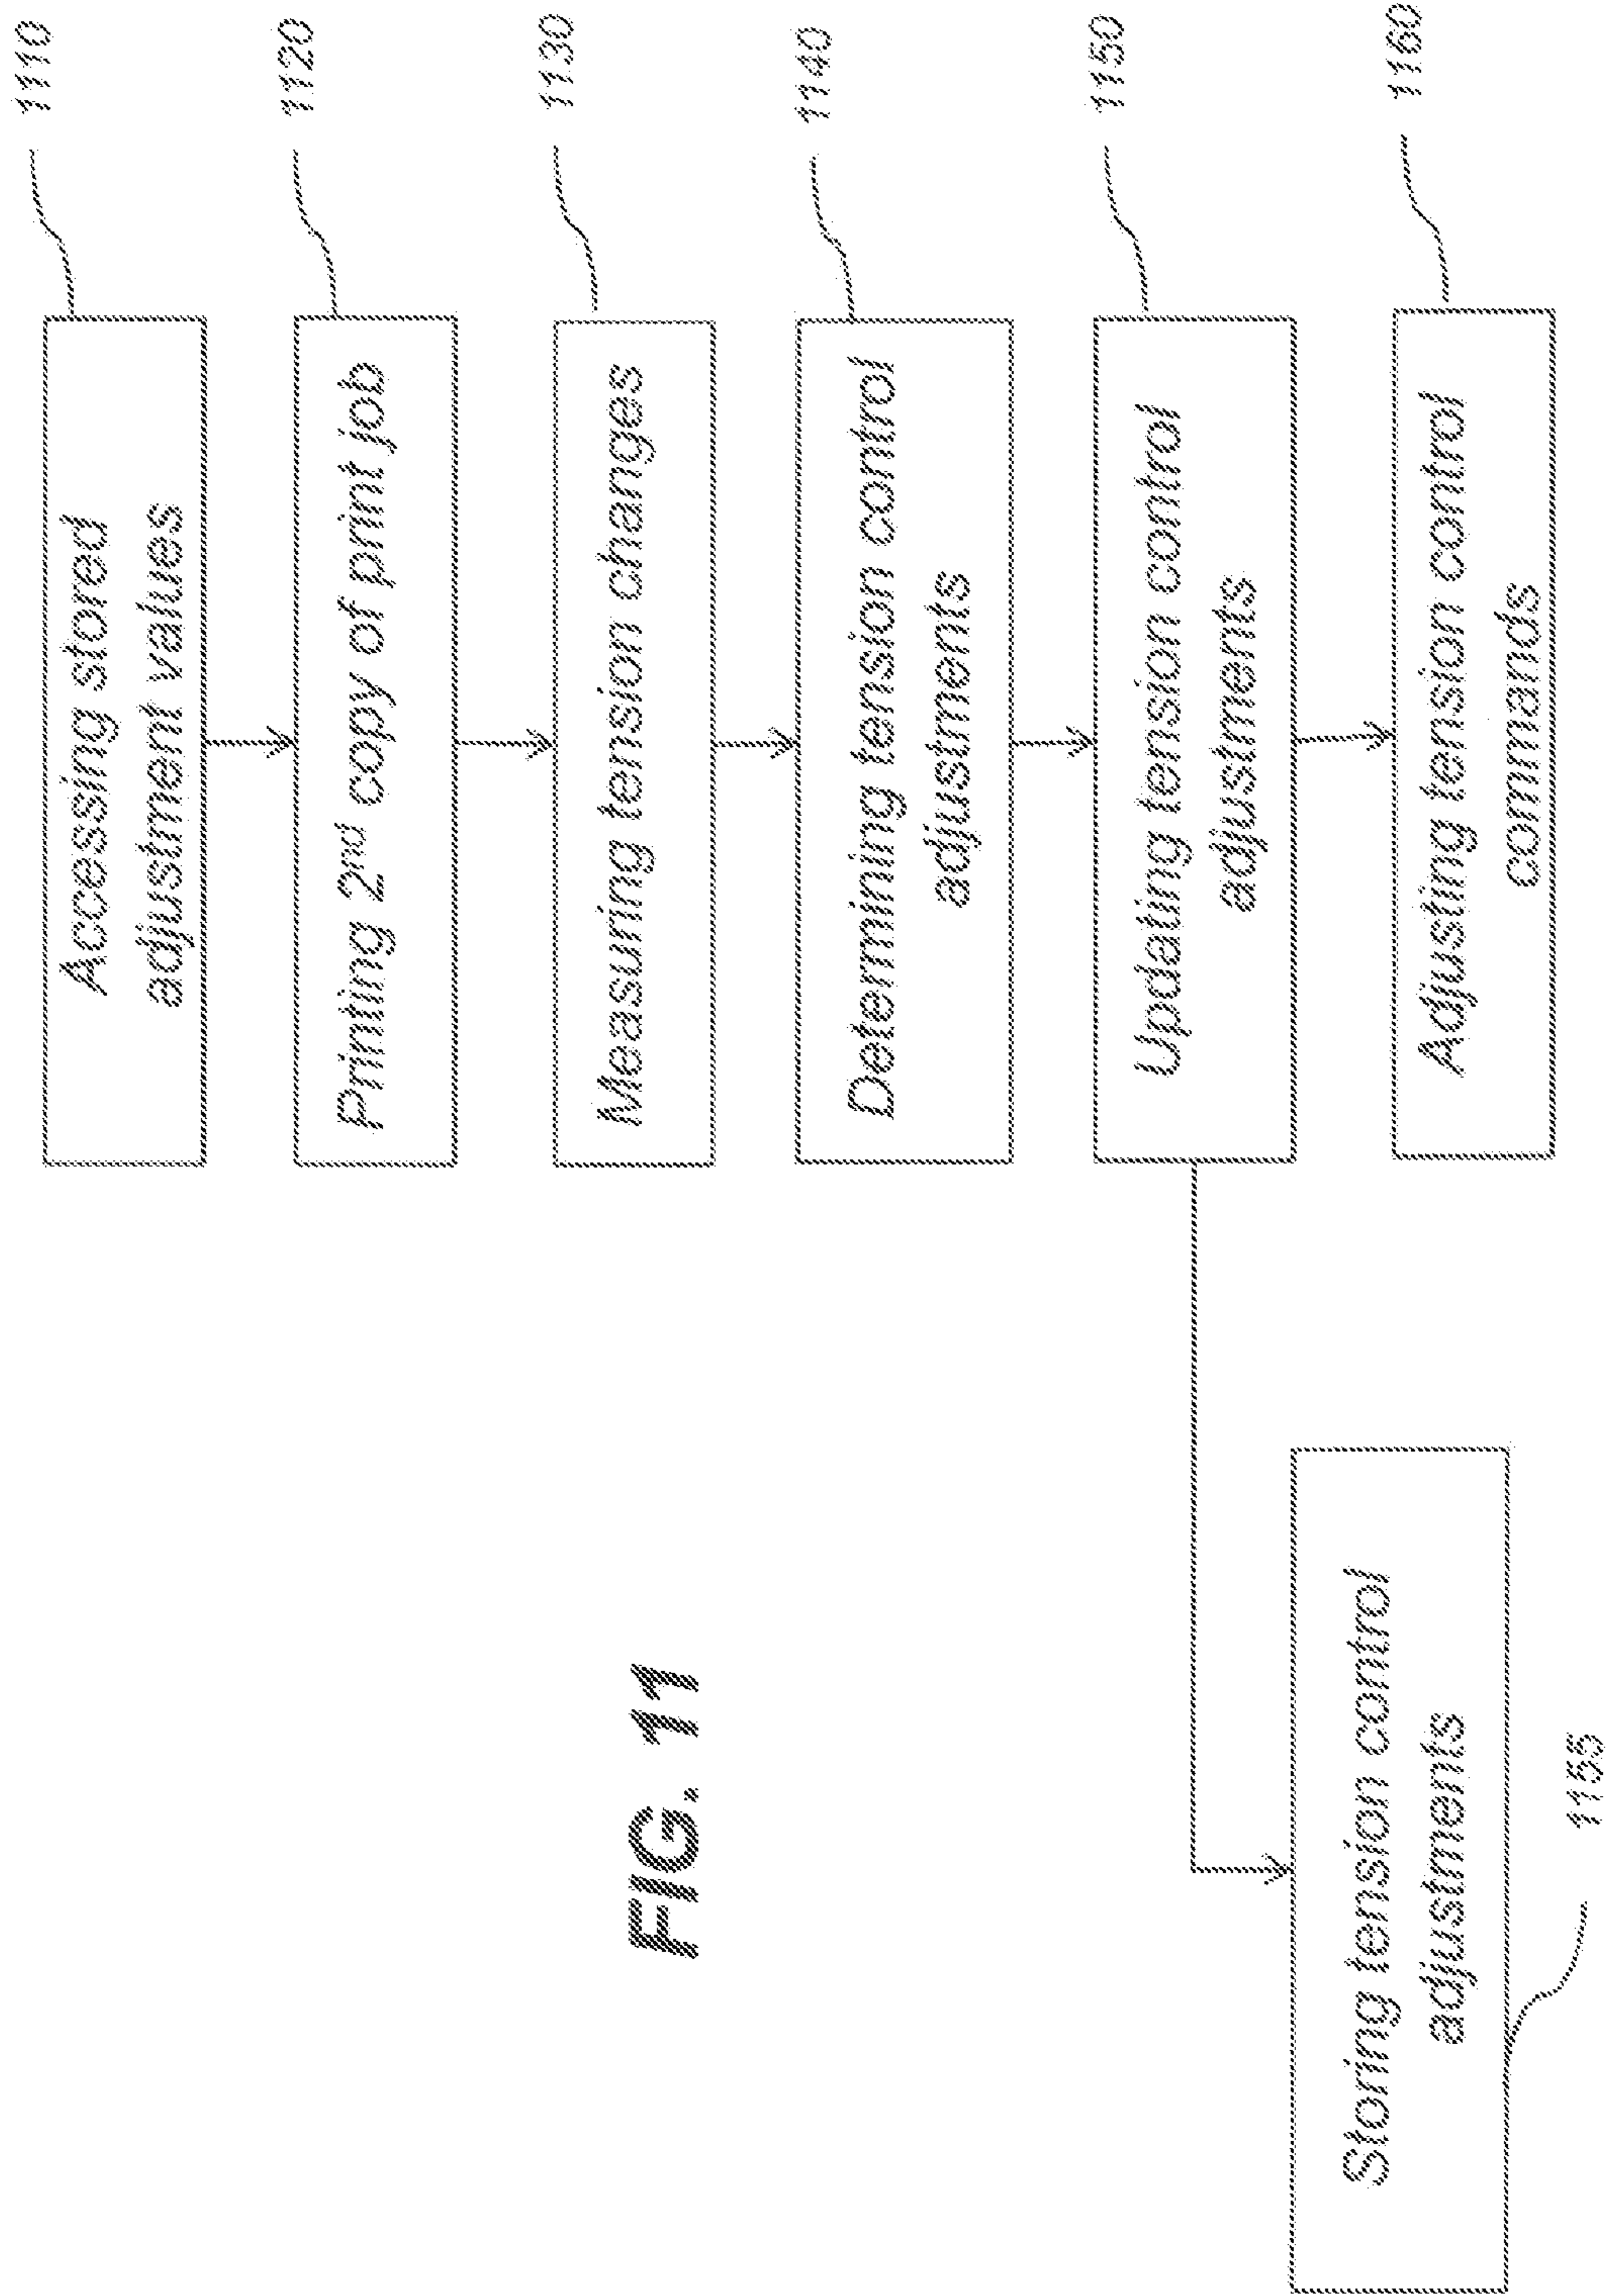 1110
Accessing stored
adjustment values
1120
Printing 2nd copy of print job
1130
Measuring tension changes
1140
Determining tension control
adjustments
1150
Updating tension control
adjustments
1160
Adjusting tension control
commands
Storing tension control
adjustments
1155
FIG. 11